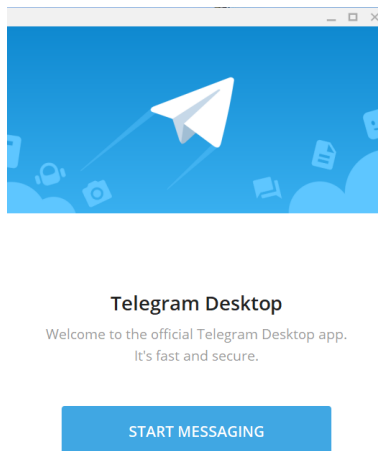 Telegram Desktop
Welcome to the official Telegram Desktop app.
It's fast and secure.
START MESSAGING